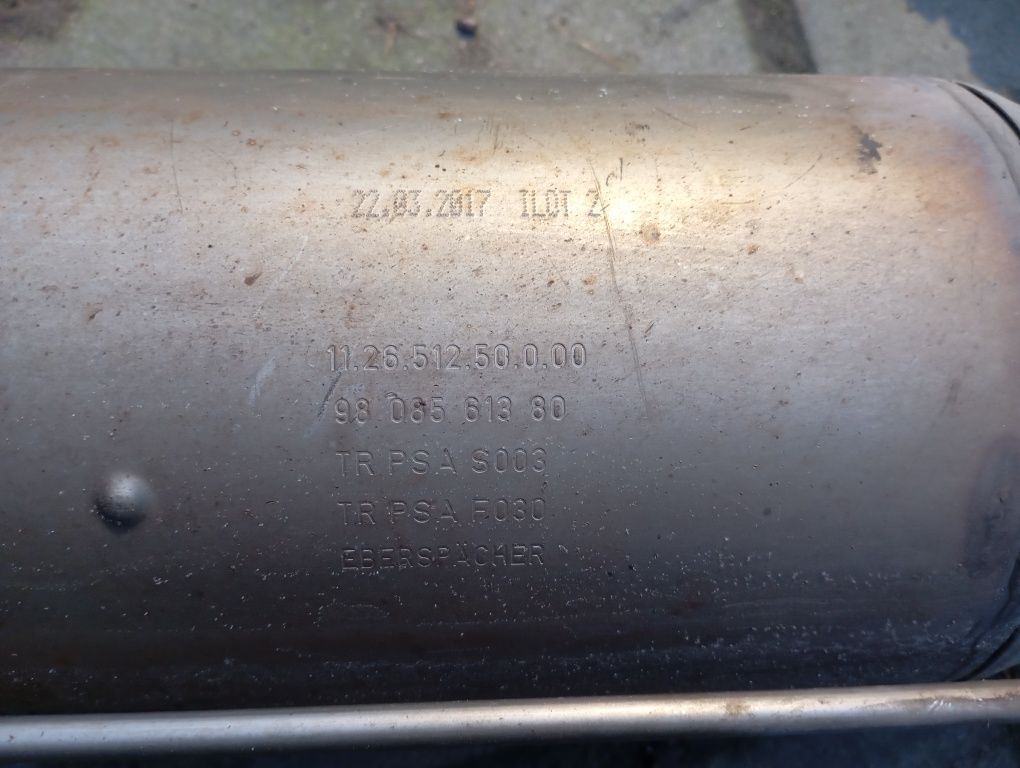 22.03.2017 ILOT 2
11.26.512.50.0.00
98 085 613 80
TR PSA S003
TR PSA F030
EBERSPÄCHER